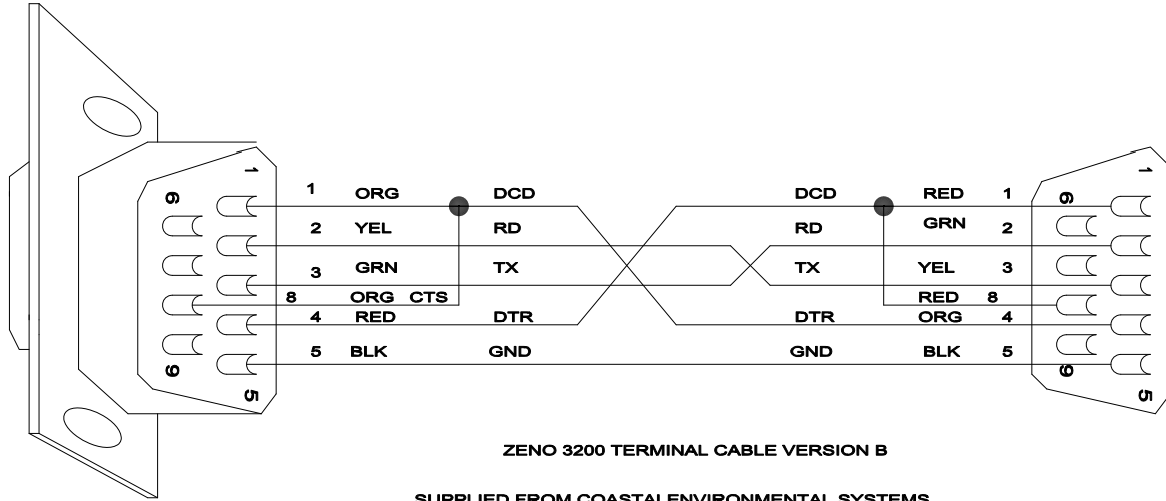 1
6
9
5
1 ORG DCD DCD RED 1
2 YEL RD RD GRN 2
3 GRN TX TX YEL 3
8 ORG CTS RED 8
4 RED DTR DTR ORG 4
5 BLK GND GND BLK 5
1
6
9
5
ZENO 3200 TERMINAL CABLE VERSION B
SUPPLIED FROM COASTAL ENVIRONMENTAL SYSTEMS